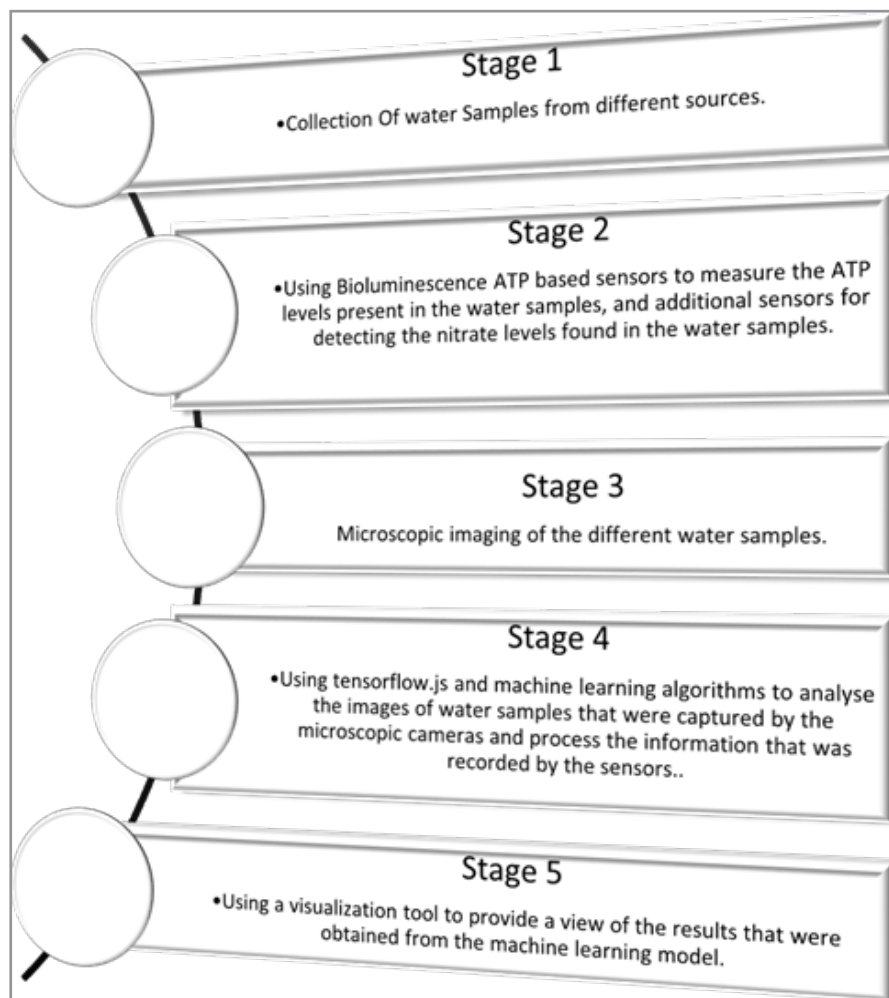 Stage 1
•Collection Of water Samples from different sources.
Stage 2
•Using Bioluminescence ATP based sensors to measure the ATP
levels present in the water samples, and additional sensors for
detecting the nitrate levels found in the water samples.
Stage 3
Microscopic imaging of the different water samples.
Stage 4
•Using tensorflow.js and machine learning algorithms to analyse
the images of water samples that were captured by the
microscopic cameras and process the information that was
recorded by the sensors..
Stage 5
•Using a visualization tool to provide a view of the results that were
obtained from the machine learning model.